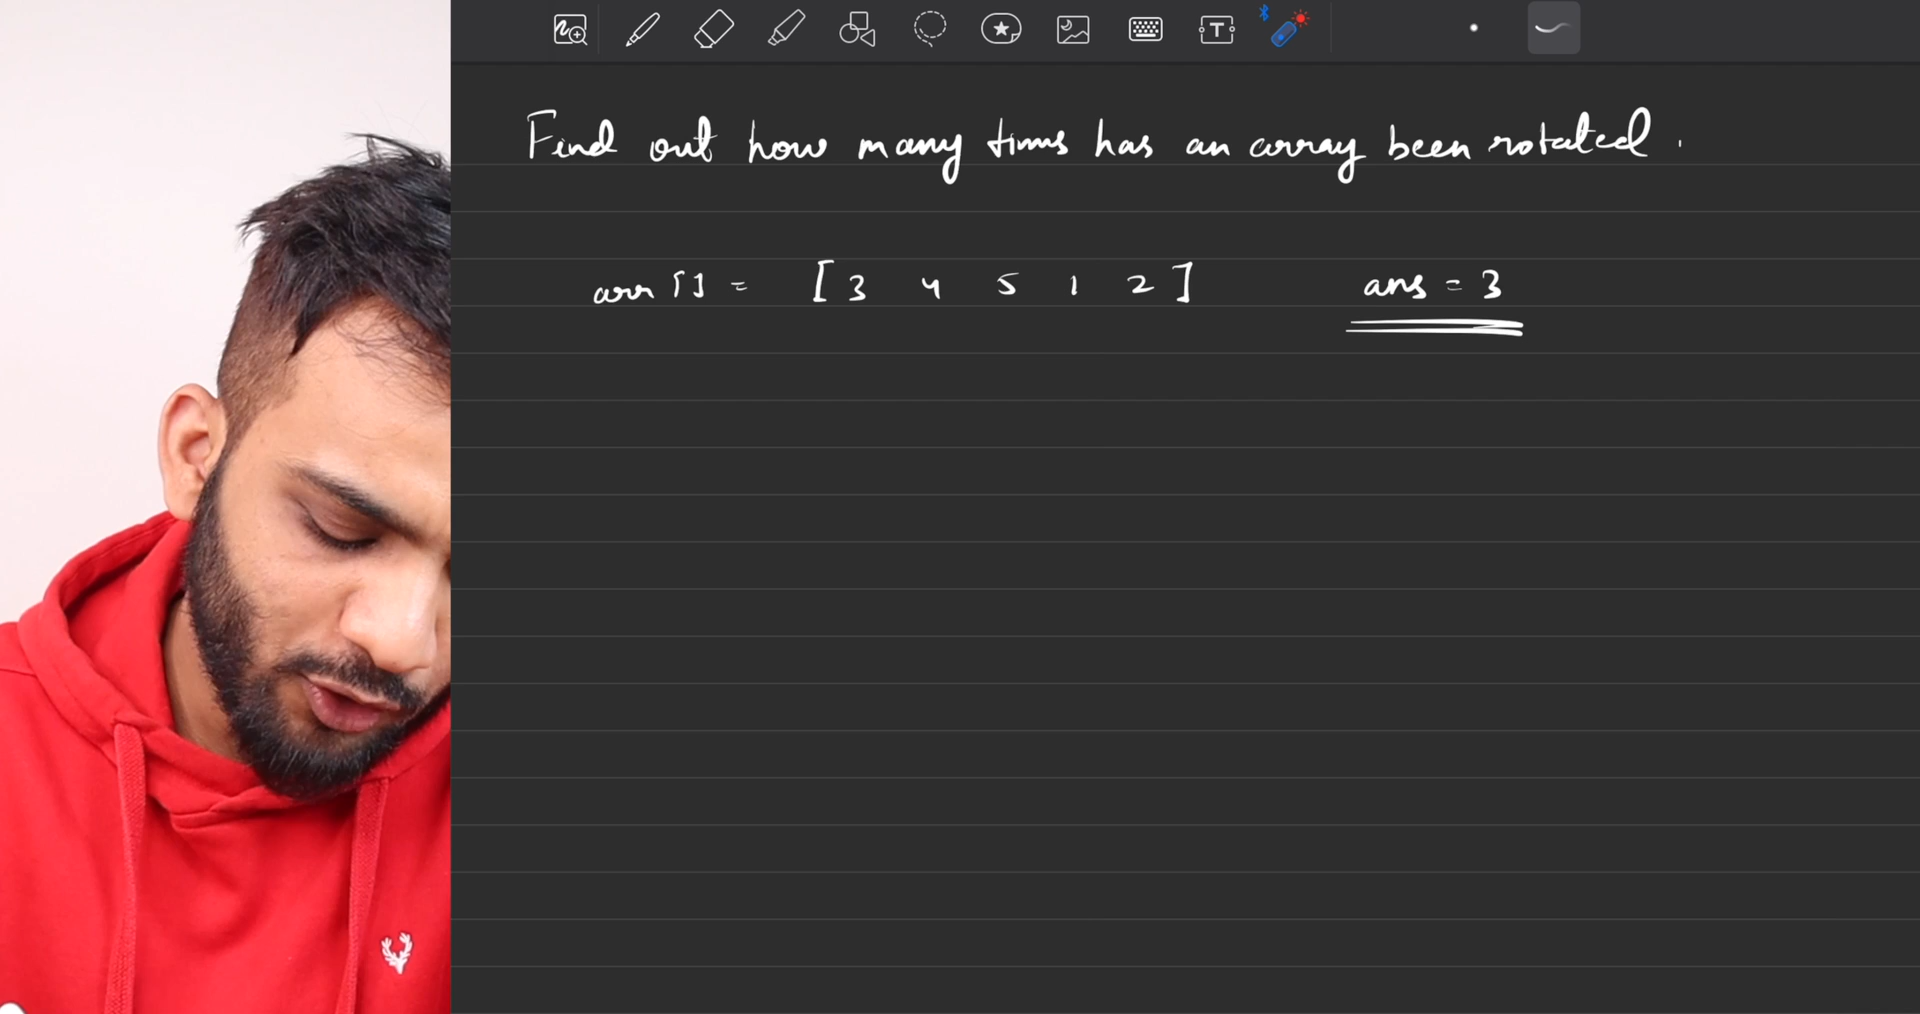 Find out how many times has an array been rotated.
arr [] = [ 3 4 5 1 2 ] ans = 3